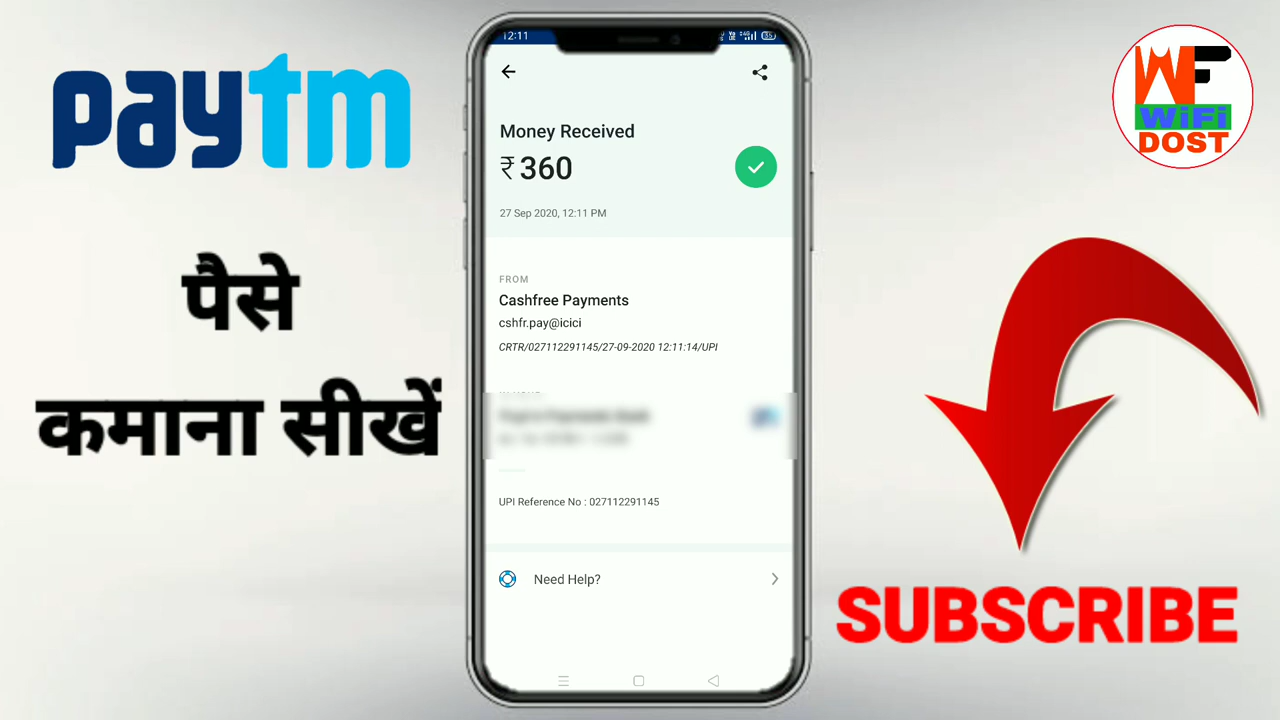 paytm
पैसे
कमाना सीखें
12:11
Money Received
₹360
27 Sep 2020, 12:11 PM
FROM
Cashfree Payments
cshfr.pay@icici
CRTR/027112291145/27-09-2020 12:11:14/UPI
UPI Reference No : 027112291145
Need Help?
WF
WiFi
DOST
SUBSCRIBE